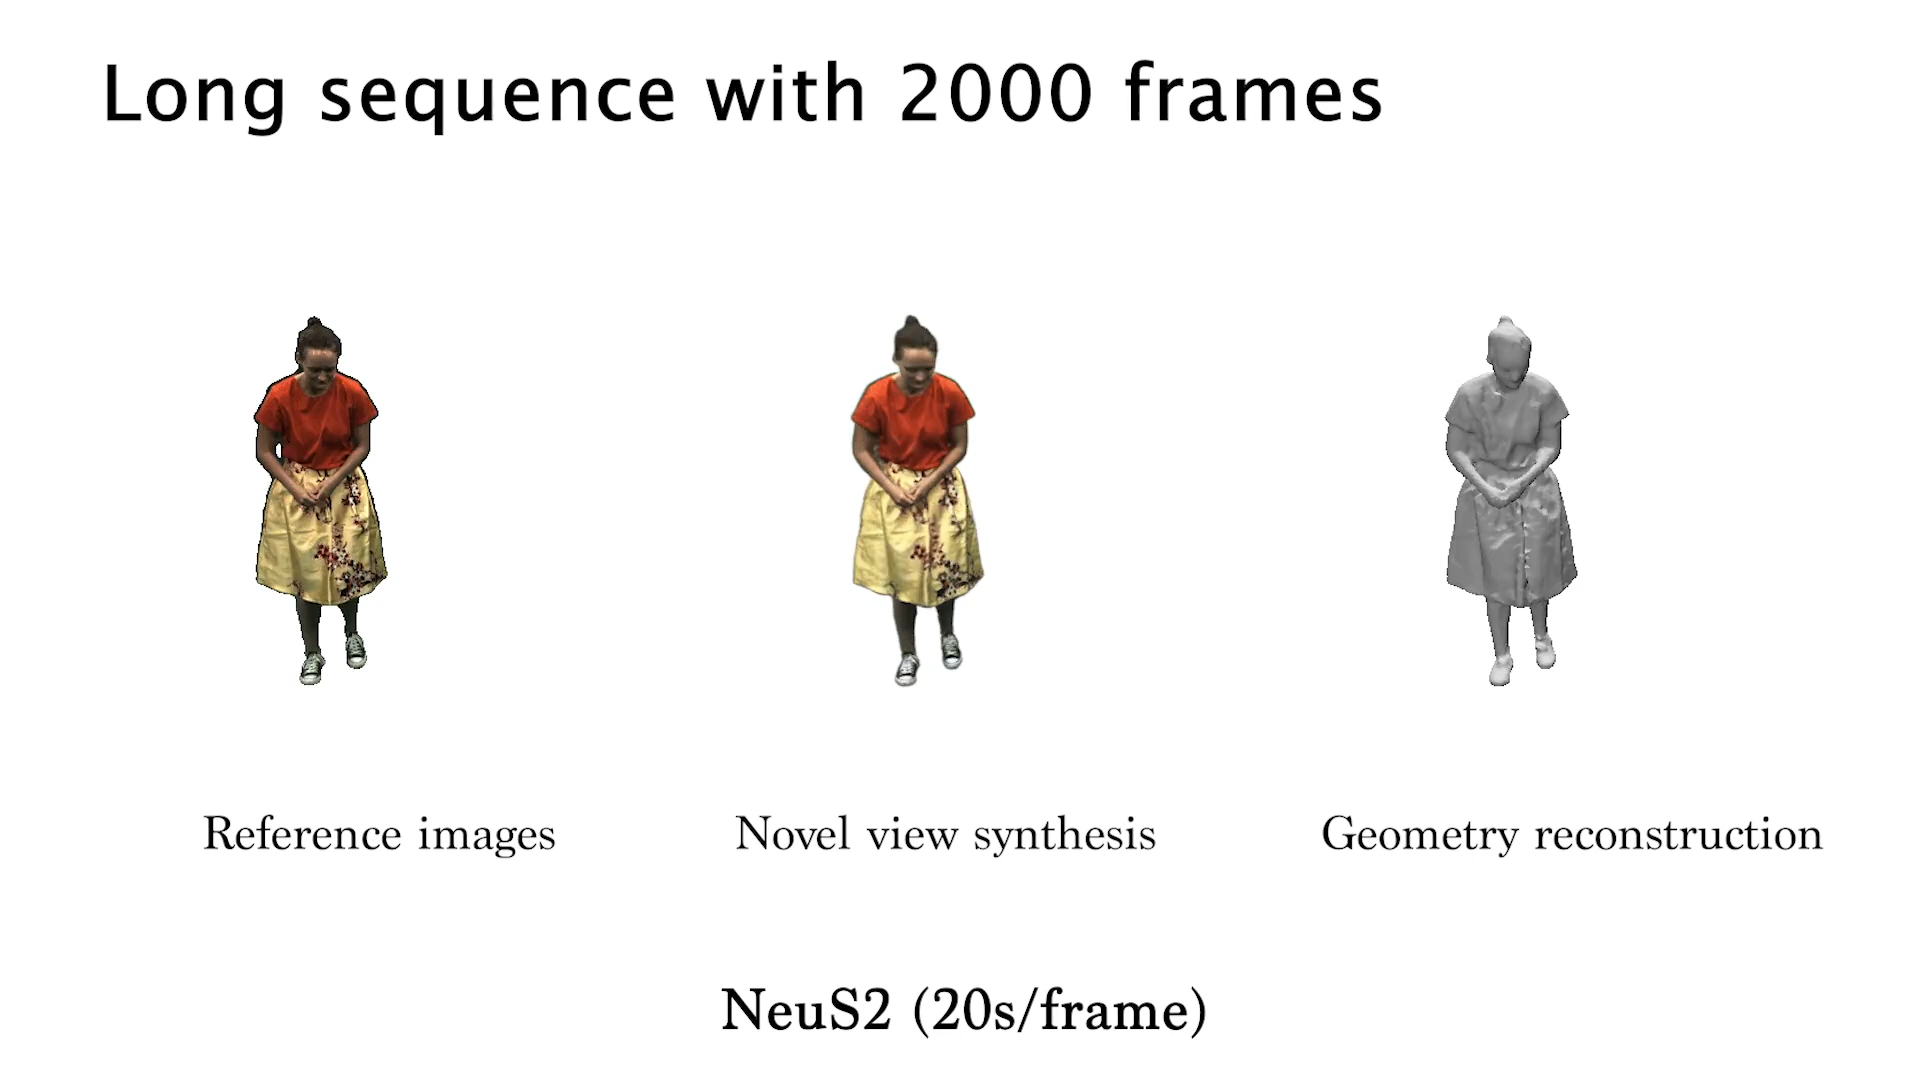 Long sequence with 2000 frames
Reference images
Novel view synthesis
Geometry reconstruction
NeuS2 (20s/frame)